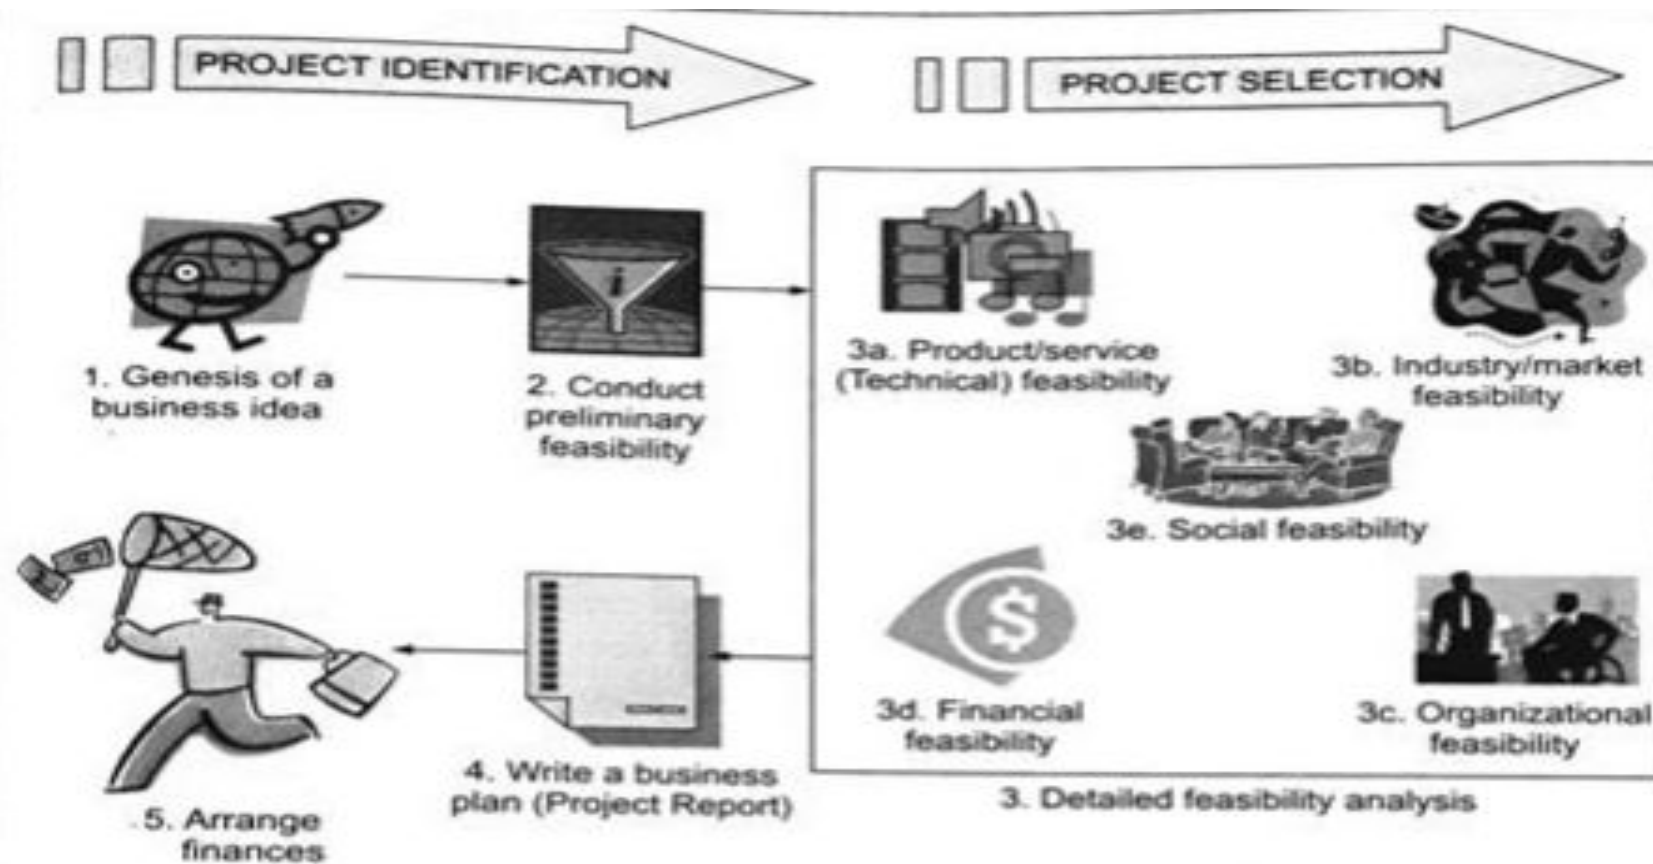 PROJECT IDENTIFICATION
PROJECT SELECTION
1. Genesis of a
business idea
2. Conduct
preliminary
feasibility
3a. Product/service
(Technical) feasibility
3b. Industry/market
feasibility
3e. Social feasibility
3d. Financial
feasibility
3c. Organizational
feasibility
3. Detailed feasibility analysis
4. Write a business
plan (Project Report)
5. Arrange
finances